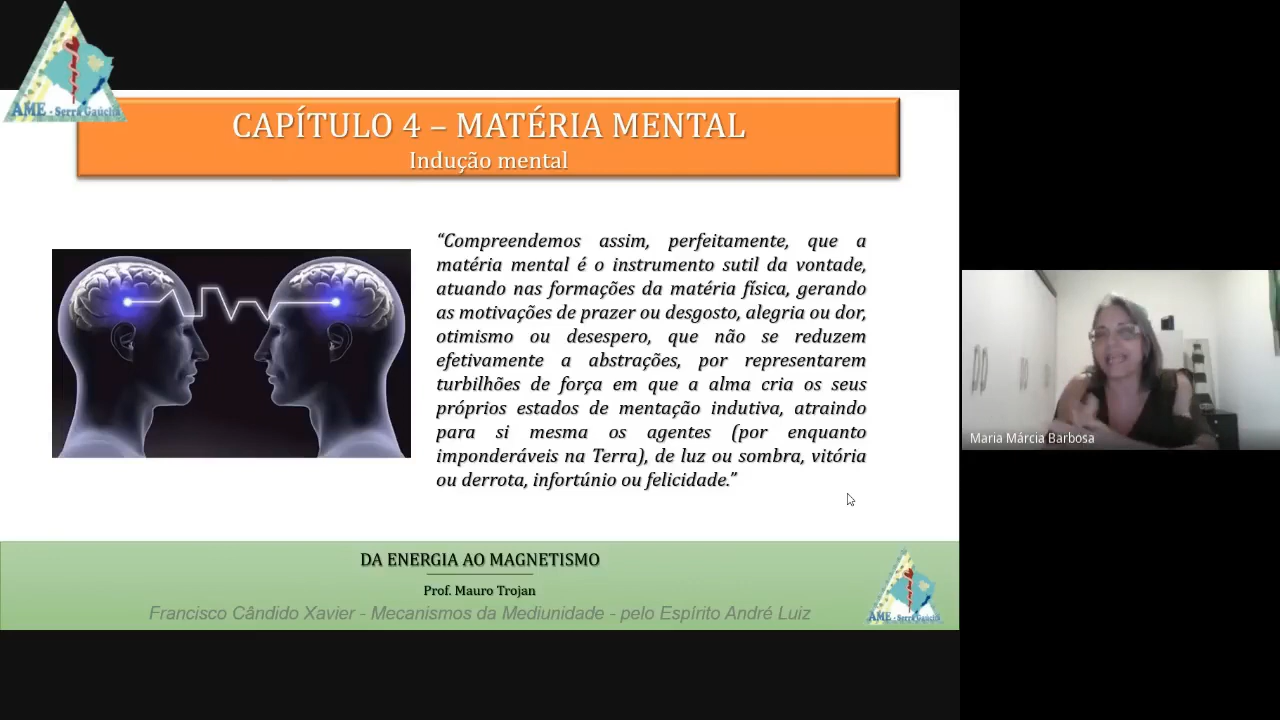 AME - Serra Gaúcha
CAPÍTULO 4 – MATÉRIA MENTAL
Indução mental
“Compreendemos assim, perfeitamente, que a
matéria mental é o instrumento sutil da vontade,
atuando nas formações da matéria física, gerando
as motivações de prazer ou desgosto, alegria ou dor,
otimismo ou desespero, que não se reduzem
efetivamente a abstrações, por representarem
turbilhões de força em que a alma cria os seus
próprios estados de mentação indutiva, atraindo
para si mesma os agentes (por enquanto
imponderáveis na Terra), de luz ou sombra, vitória
ou derrota, infortúnio ou felicidade.”
Maria Márcia Barbosa
DA ENERGIA AO MAGNETISMO
Prof. Mauro Trojan
Francisco Cândido Xavier - Mecanismos da Mediunidade - pelo Espírito André Luiz
AME - Serra Gaúcha